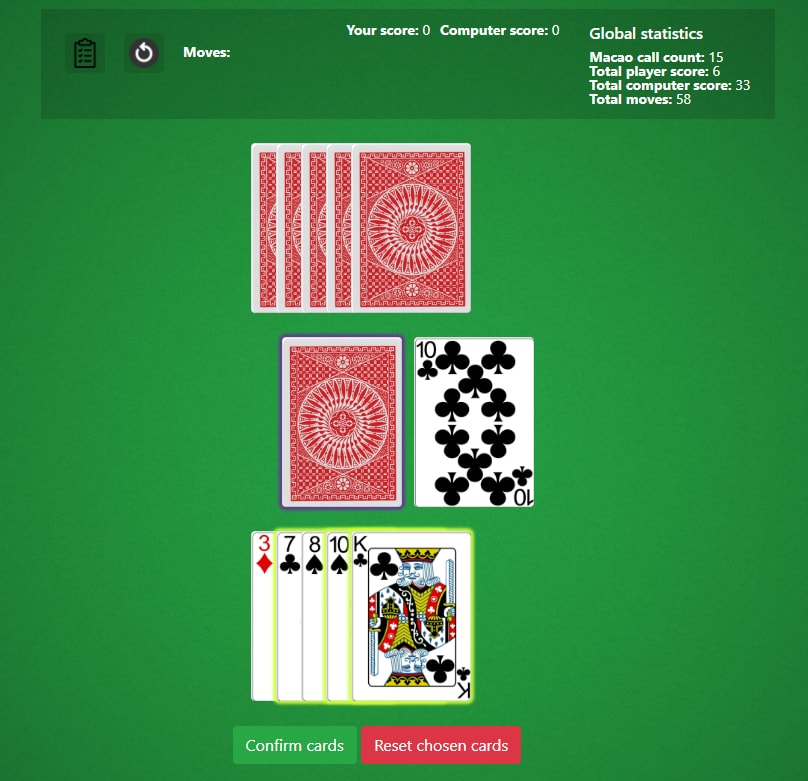 Your score: 0 Computer score: 0
Global statistics
Moves:
Macao call count: 15
Total player score: 6
Total computer score: 33
Total moves: 58
10
10
3 7 8 10 K
K
Confirm cards Reset chosen cards